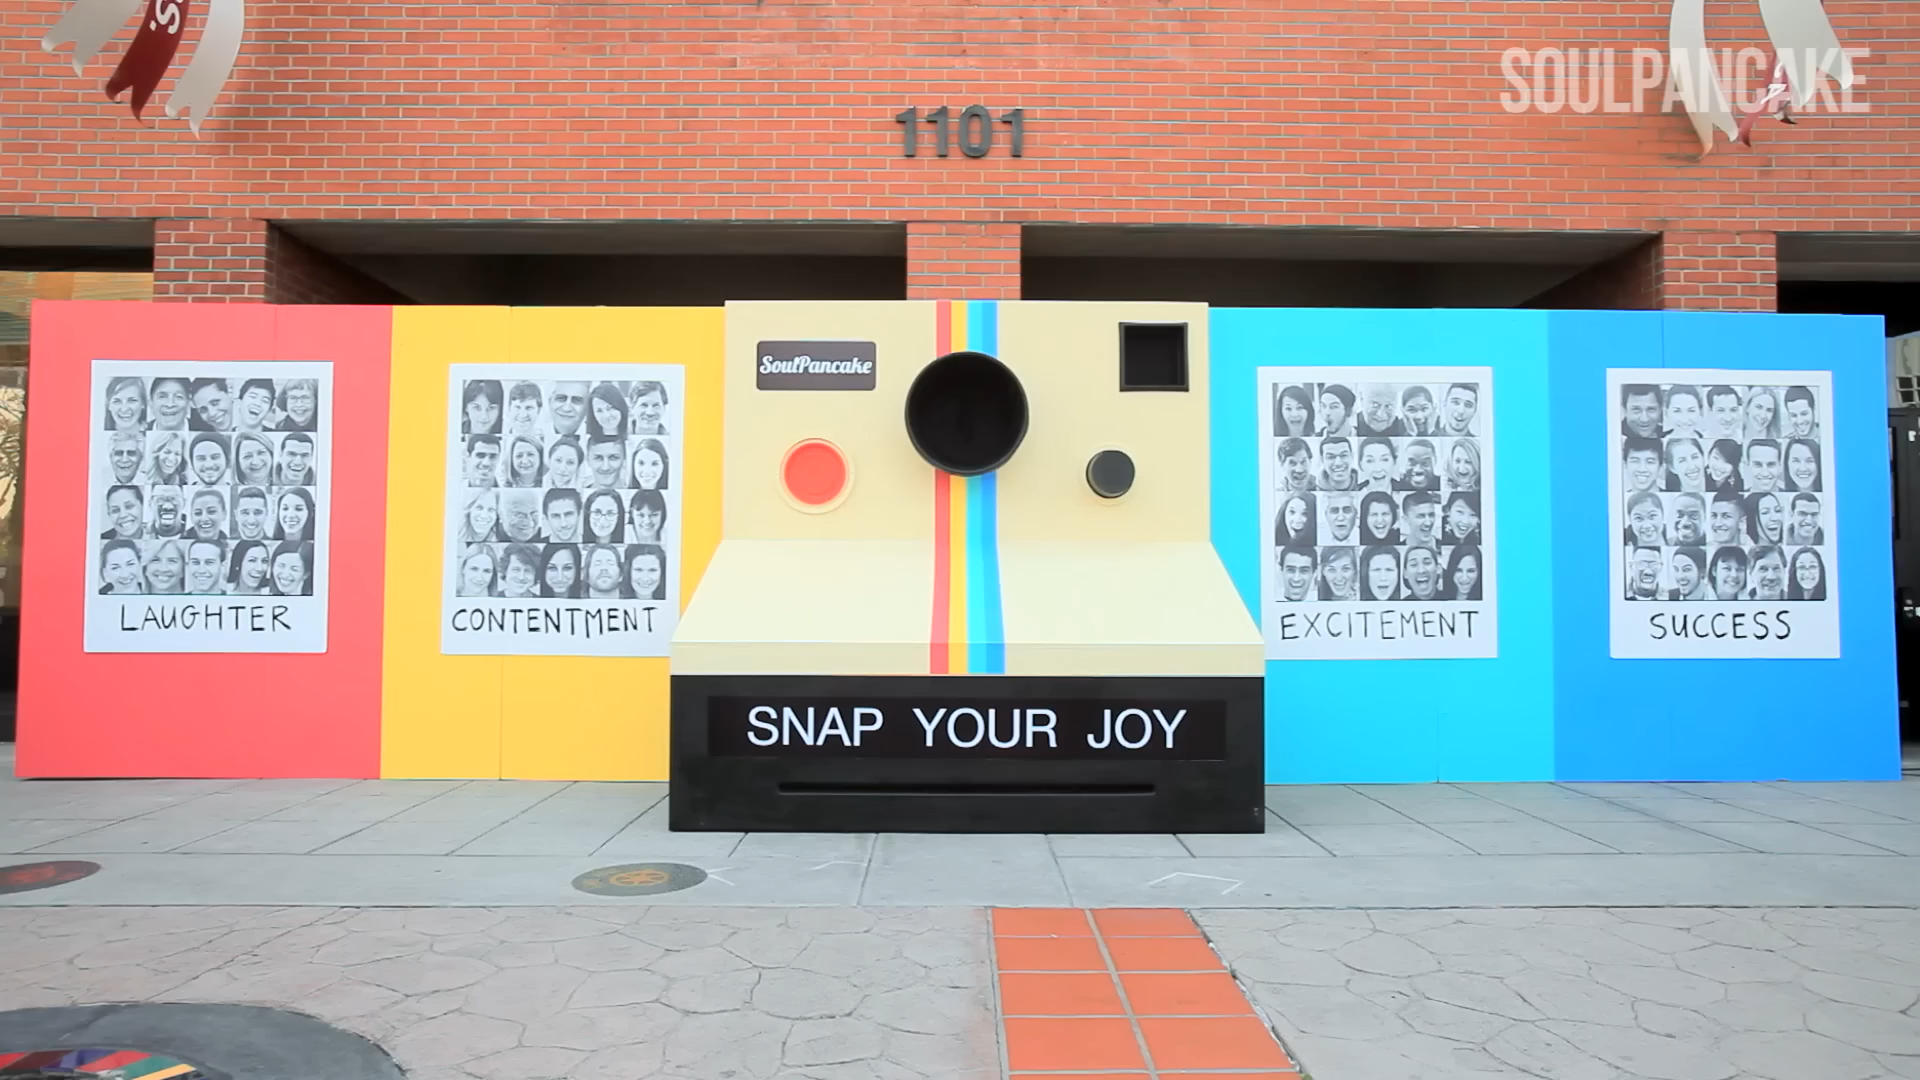 SOULPANCAKE
1101
SoulPancake
LAUGHTER
CONTENTMENT
EXCITEMENT
SUCCESS
SNAP YOUR JOY